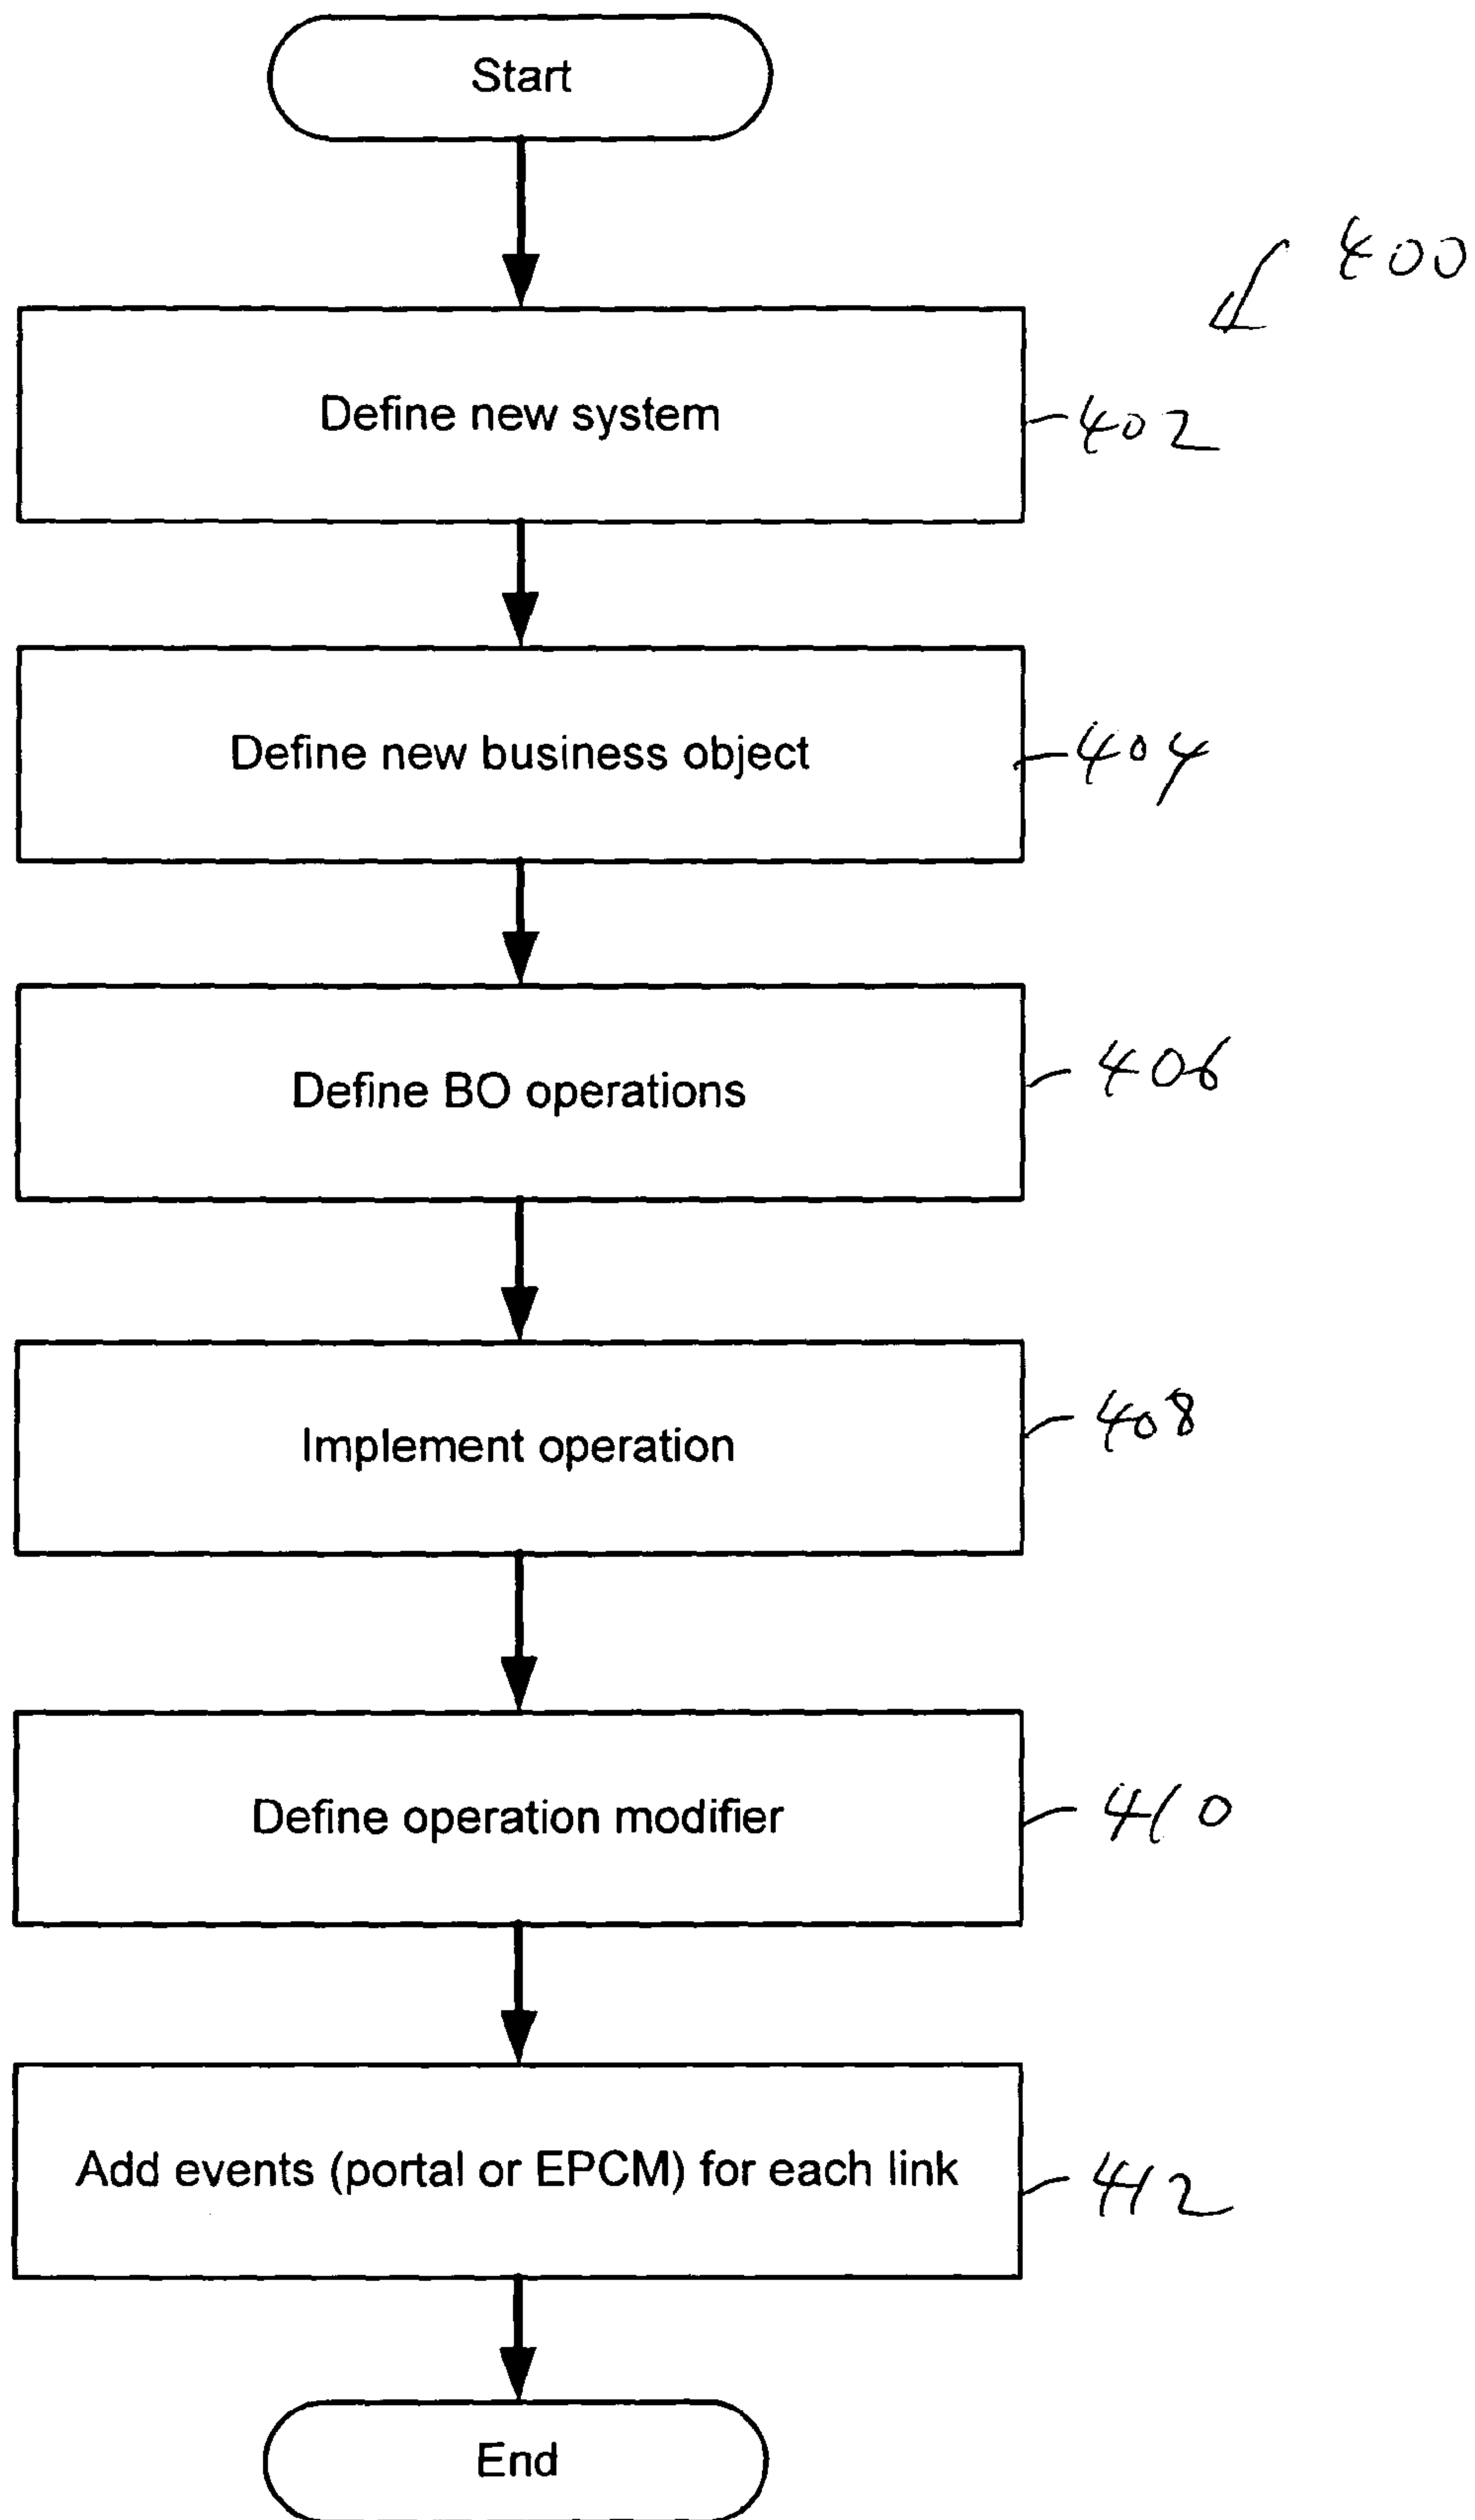 Start
400
Define new system
402
Define new business object
404
Define BO operations
406
Implement operation
408
Define operation modifier
410
Add events (portal or EPCM) for each link
412
End